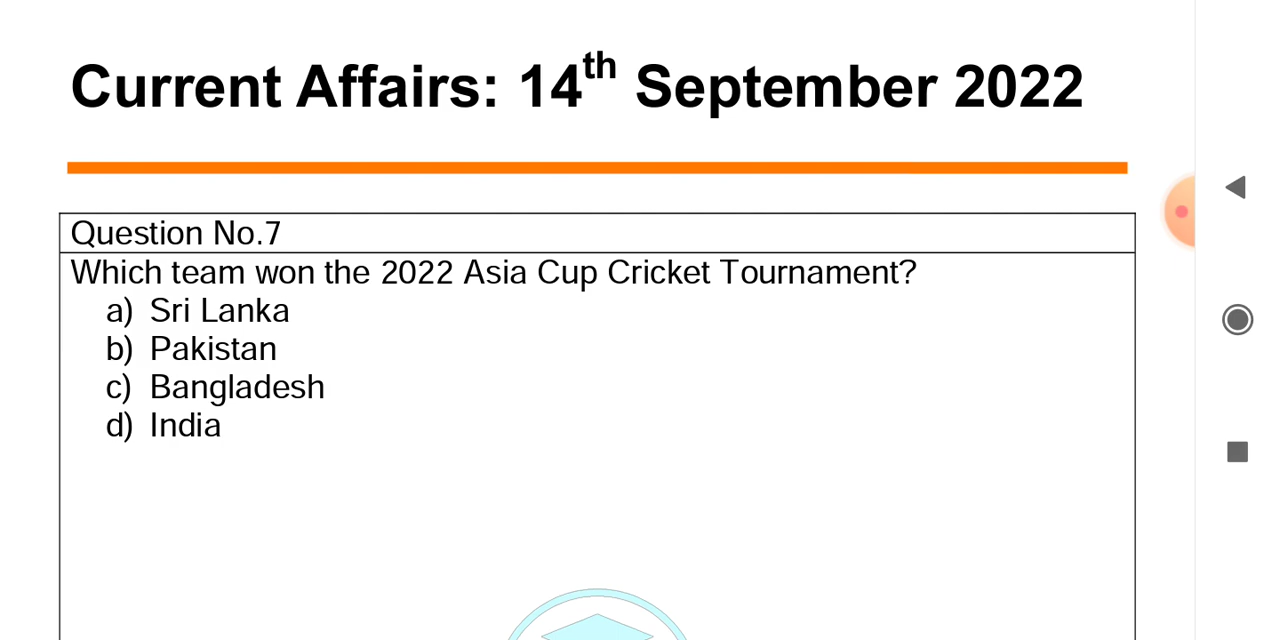 Current Affairs: 14th September 2022
Question No.7
Which team won the 2022 Asia Cup Cricket Tournament?
a) Sri Lanka
b) Pakistan
c) Bangladesh
d) India